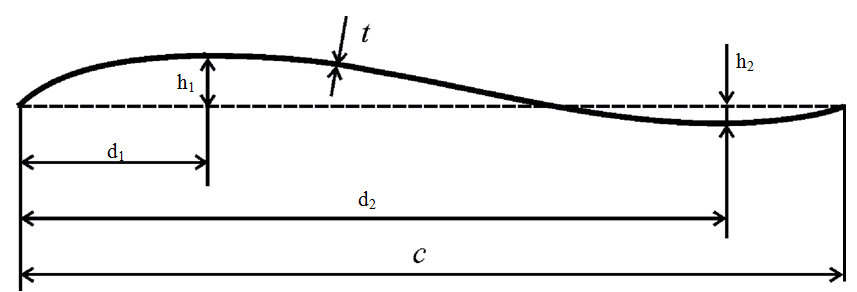 t
h₁
h₂
d₁
d₂
c